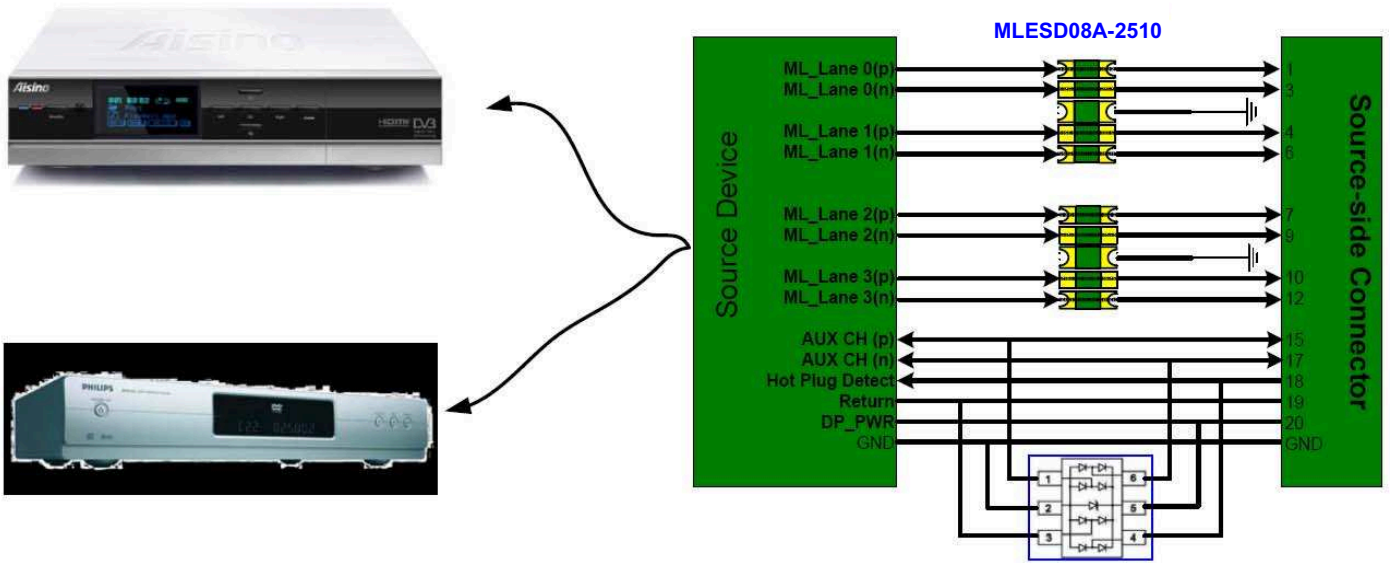 MLESD08A-2510
Aisino
Aisino
HDMI DVB
PHILIPS
Source Device
ML_Lane 0(p)
ML_Lane 0(n)
ML_Lane 1(p)
ML_Lane 1(n)
ML_Lane 2(p)
ML_Lane 2(n)
ML_Lane 3(p)
ML_Lane 3(n)
AUX CH (p)
AUX CH (n)
Hot Plug Detect
Return
DP_PWR
GND
1
3
4
6
7
9
10
12
15
17
18
19
20
GND
Source-side Connector
1
2
3
6
5
4